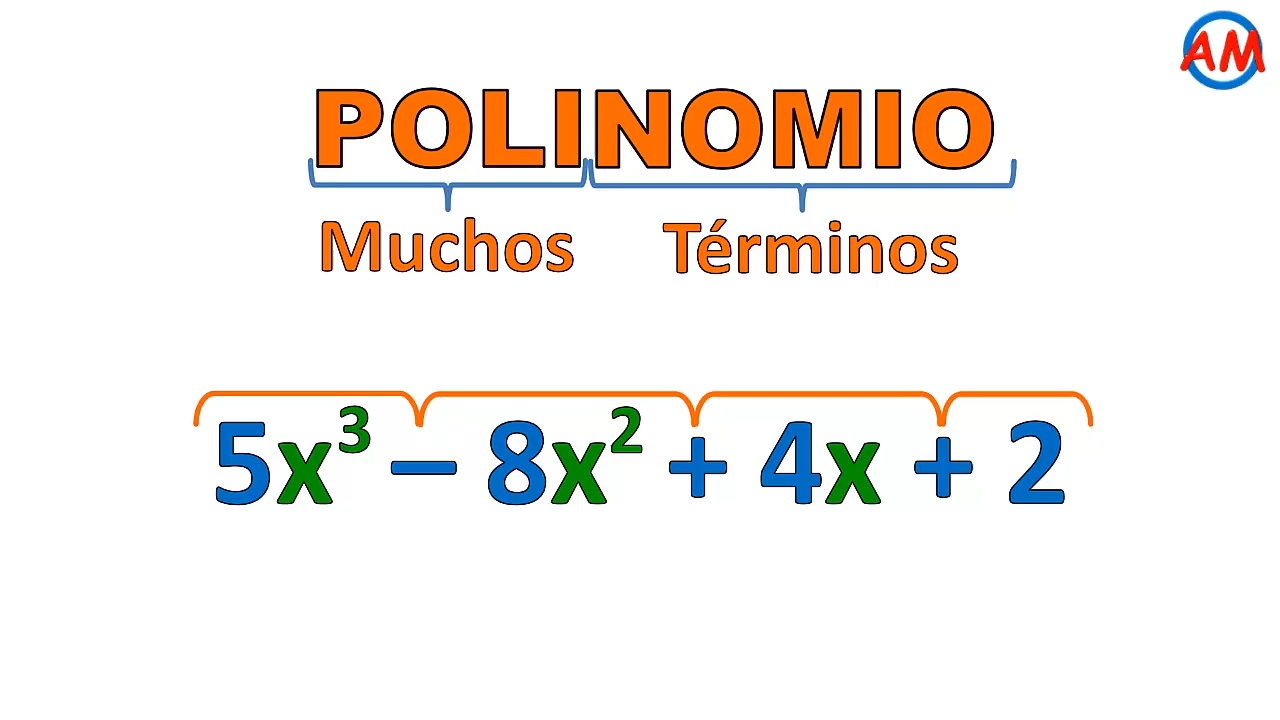 AM
POLINOMIO
Muchos Términos
5x³ – 8x² + 4x + 2